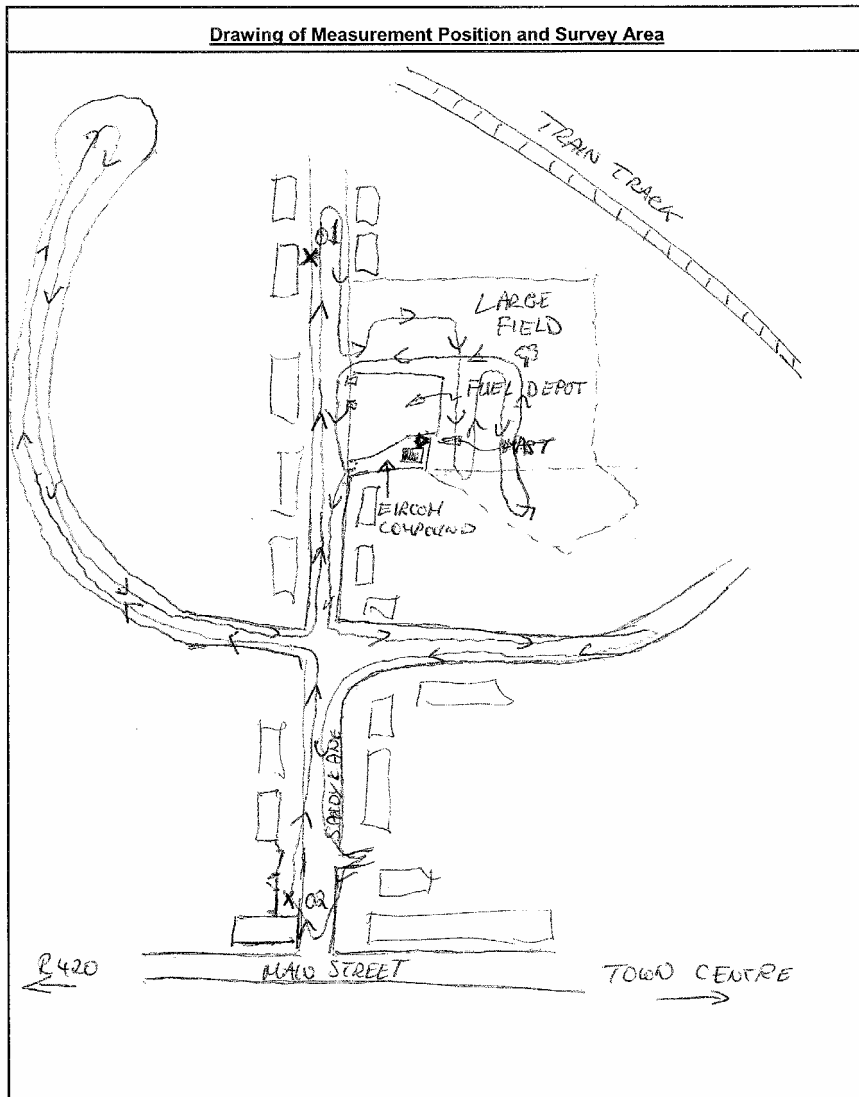 Drawing of Measurement Position and Survey Area
TRAIN TRACK
01
X
LARGE
FIELD
FUEL DEPOT
MAST
EIRCOM
COMPOUND
SANDY LANE
X 02
R420
MAIN STREET
TOWN CENTRE